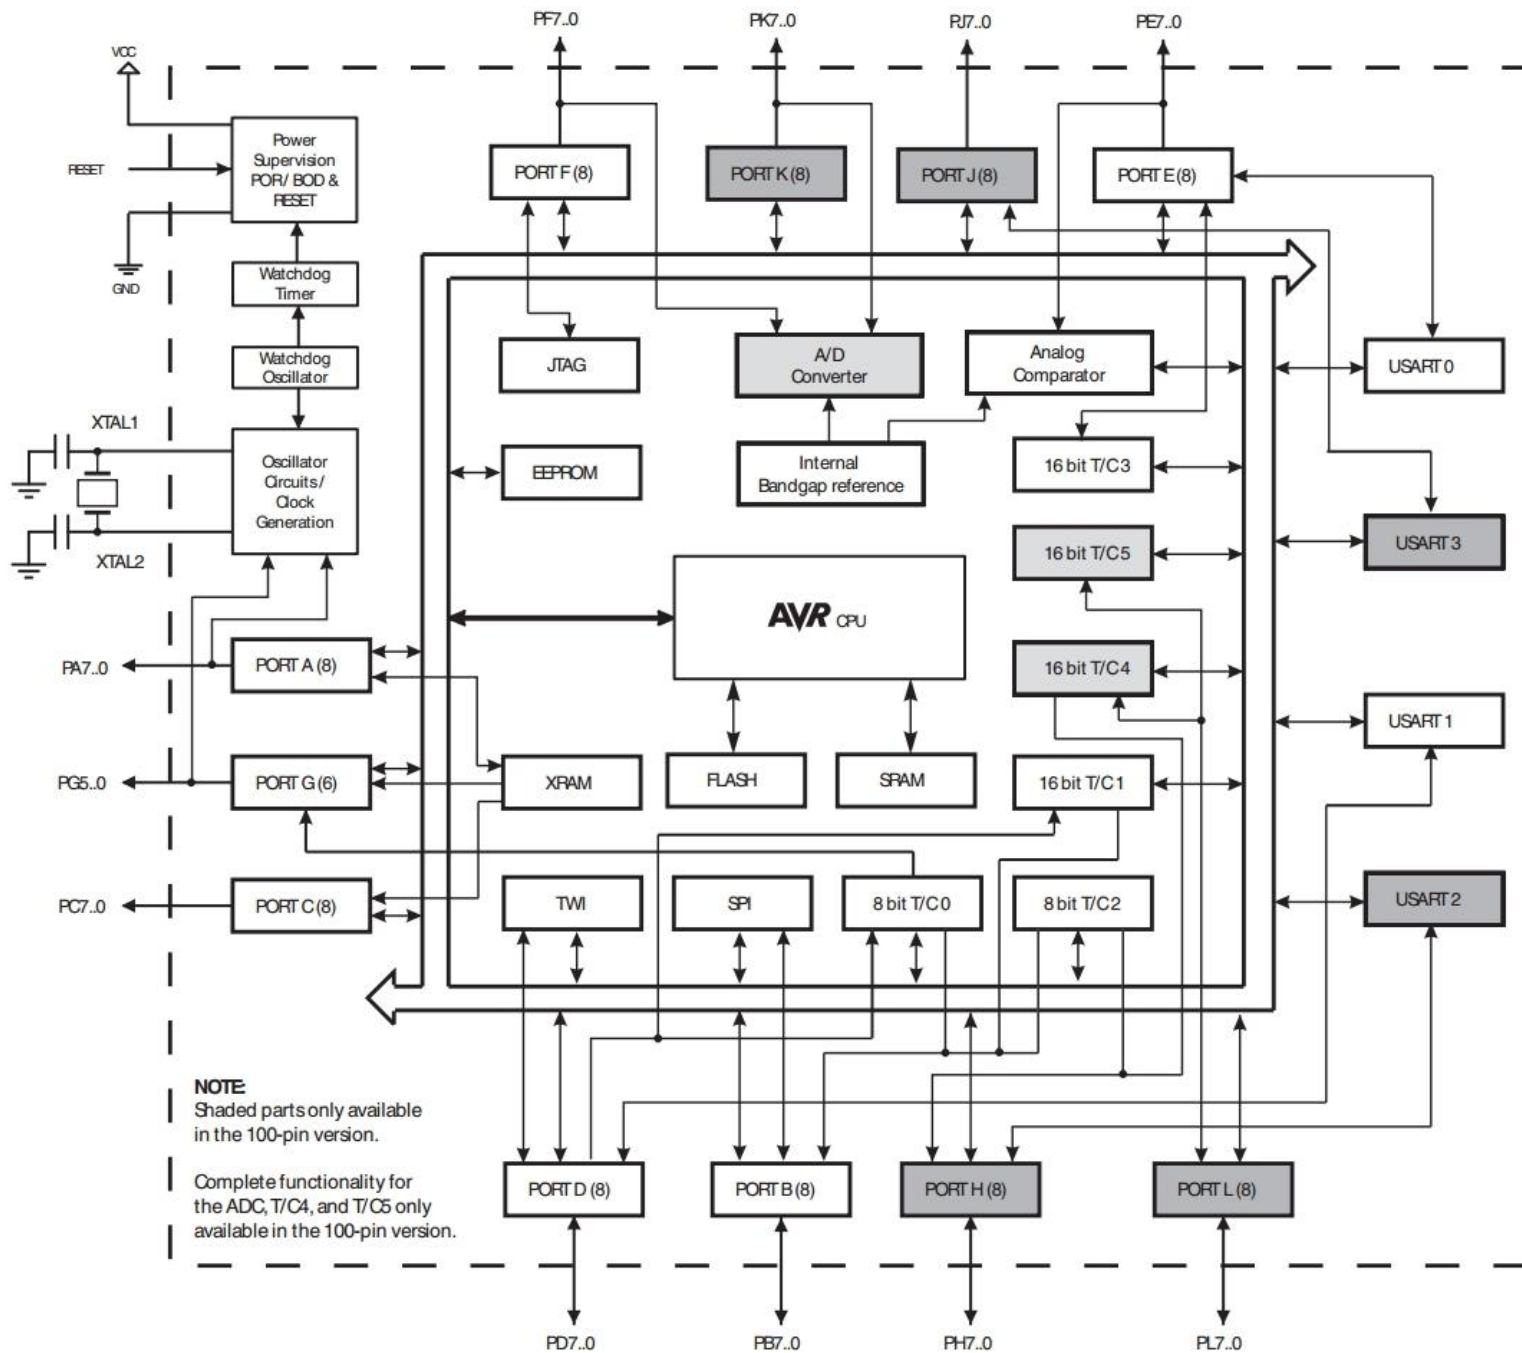 PF7..0
PK7..0
PJ7..0
PE7..0
VCC
RESET
GND
Power
Supervision
POR/ BOD &
RESET
PORT F (8)
PORT K (8)
PORT J (8)
PORT E (8)
Watchdog
Timer
Watchdog
Oscillator
JTAG
A/D
Converter
Analog
Comparator
USART 0
XTAL1
XTAL2
Oscillator
Circuits/
Clock
Generation
EEPROM
Internal
Bandgap reference
16 bit T/C3
USART 3
16 bit T/C5
AVR CPU
PA7..0
PORT A (8)
16 bit T/C4
USART 1
PG5..0
PORT G (6)
XRAM
FLASH
SRAM
16 bit T/C1
PC7..0
PORT C (8)
TWI
SPI
8 bit T/C0
8 bit T/C2
USART 2
NOTE:
Shaded parts only available
in the 100-pin version.
Complete functionality for
the ADC, T/C4, and T/C5 only
available in the 100-pin version.
PORT D (8)
PORT B (8)
PORT H (8)
PORT L (8)
PD7..0
PB7..0
PH7..0
PL7..0